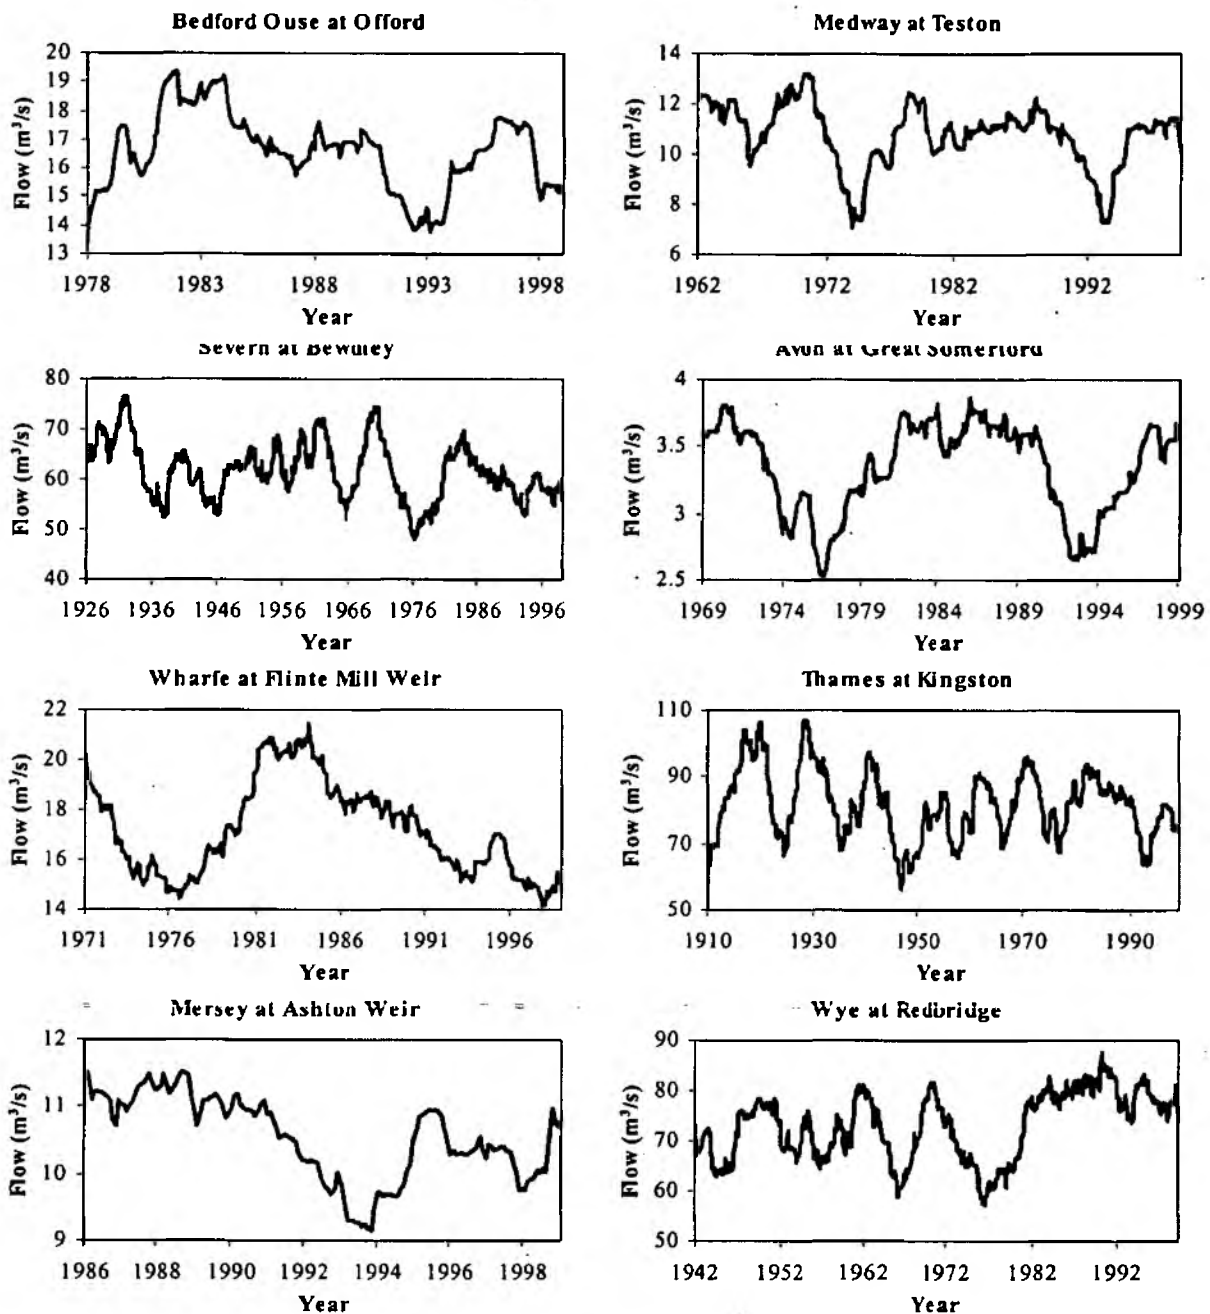 Bedford Ouse at Offord
20
19
18
17
16
15
14
13
Flow (m³/s)
1978 1983 1988 1993 1998
Year
Medway at Teston
14
12
10
8
6
Flow (m³/s)
1962 1972 1982 1992
Year
Severn at Bewdley
80
70
60
50
40
Flow (m³/s)
1926 1936 1946 1956 1966 1976 1986 1996
Year
Avon at Great Somerford
4
3.5
3
2.5
Flow (m³/s)
1969 1974 1979 1984 1989 1994 1999
Year
Wharfe at Flinte Mill Weir
22
20
18
16
14
Flow (m³/s)
1971 1976 1981 1986 1991 1996
Year
Thames at Kingston
110
90
70
50
Flow (m³/s)
1910 1930 1950 1970 1990
Year
Mersey at Ashton Weir
12
11
10
9
Flow (m³/s)
1986 1988 1990 1992 1994 1996 1998
Year
Wye at Redbridge
90
80
70
60
50
Flow (m³/s)
1942 1952 1962 1972 1982 1992
Year